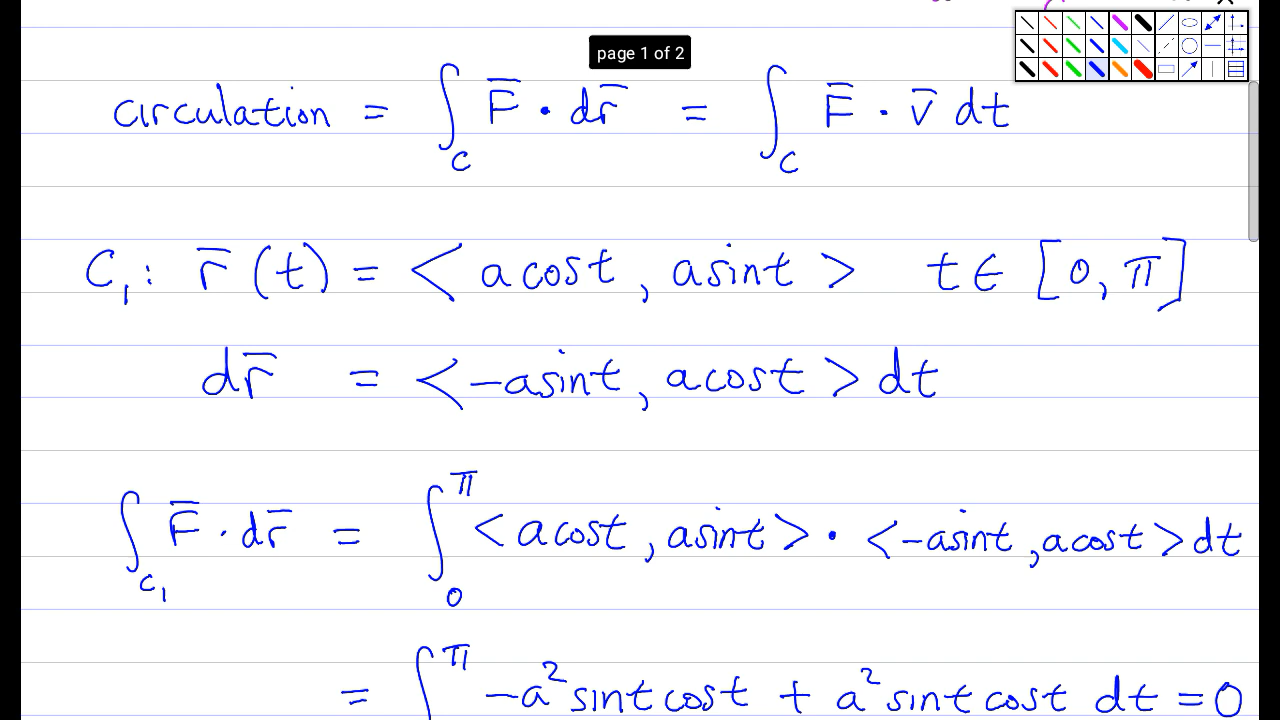 page 1 of 2
circulation = ∫_C F̄ · dr̄ = ∫_C F̄ · v̄ dt
C₁: r̄(t) = < a cos t, a sin t > t ∈ [0, π]
dr̄ = < -a sin t, a cos t > dt
∫_C₁ F̄ · dr̄ = ∫_0^π < a cos t, a sin t > · < -a sin t, a cos t > dt
= ∫^π -a² sin t cos t + a² sin t cos t dt = 0